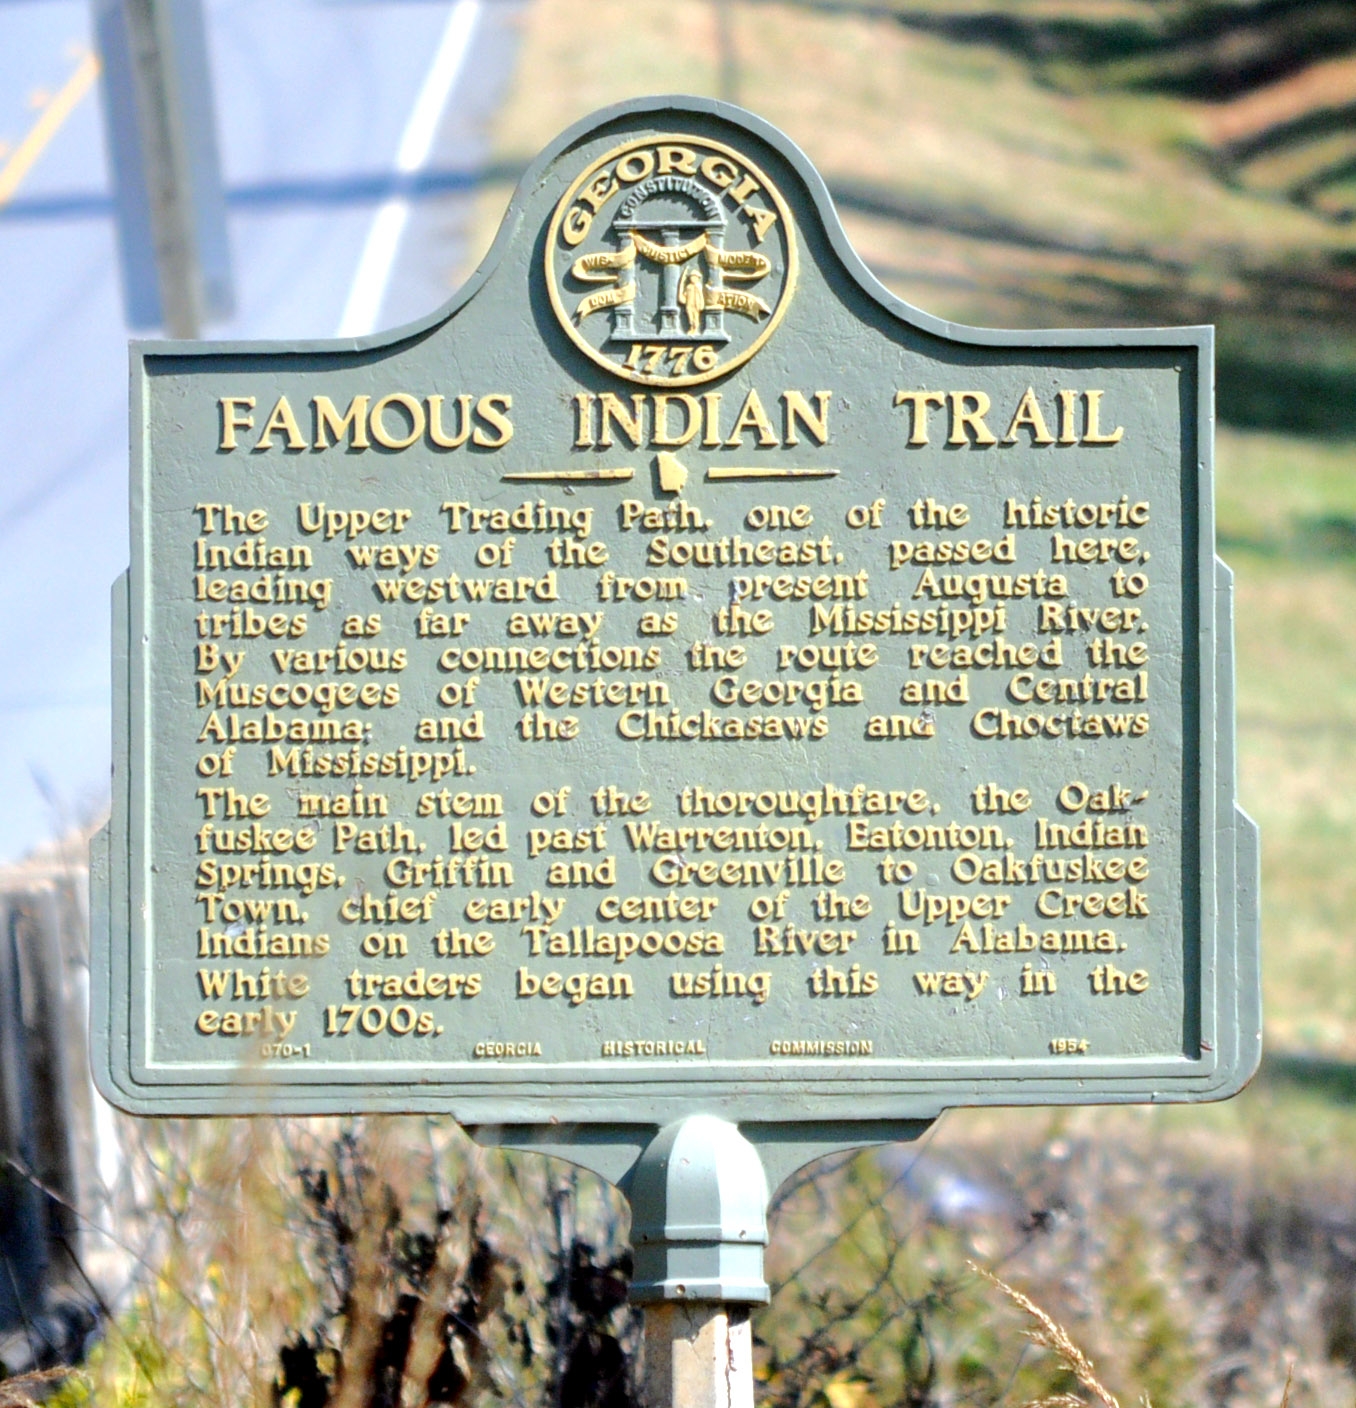 GEORGIA
CONSTITUTION
WISDOM JUSTICE MODERATION
1776
FAMOUS INDIAN TRAIL
The Upper Trading Path, one of the historic
Indian ways of the Southeast, passed here,
leading westward from present Augusta to
tribes as far away as the Mississippi River.
By various connections the route reached the
Muscogees of Western Georgia and Central
Alabama; and the Chickasaws and Choctaws
of Mississippi.
The main stem of the thoroughfare, the Oak-
fuskee Path, led past Warrenton, Eatonton, Indian
Springs, Griffin and Greenville to Oakfuskee
Town, chief early center of the Upper Creek
Indians on the Tallapoosa River in Alabama.
White traders began using this way in the
early 1700s.
070-1 GEORGIA HISTORICAL COMMISSION 1954